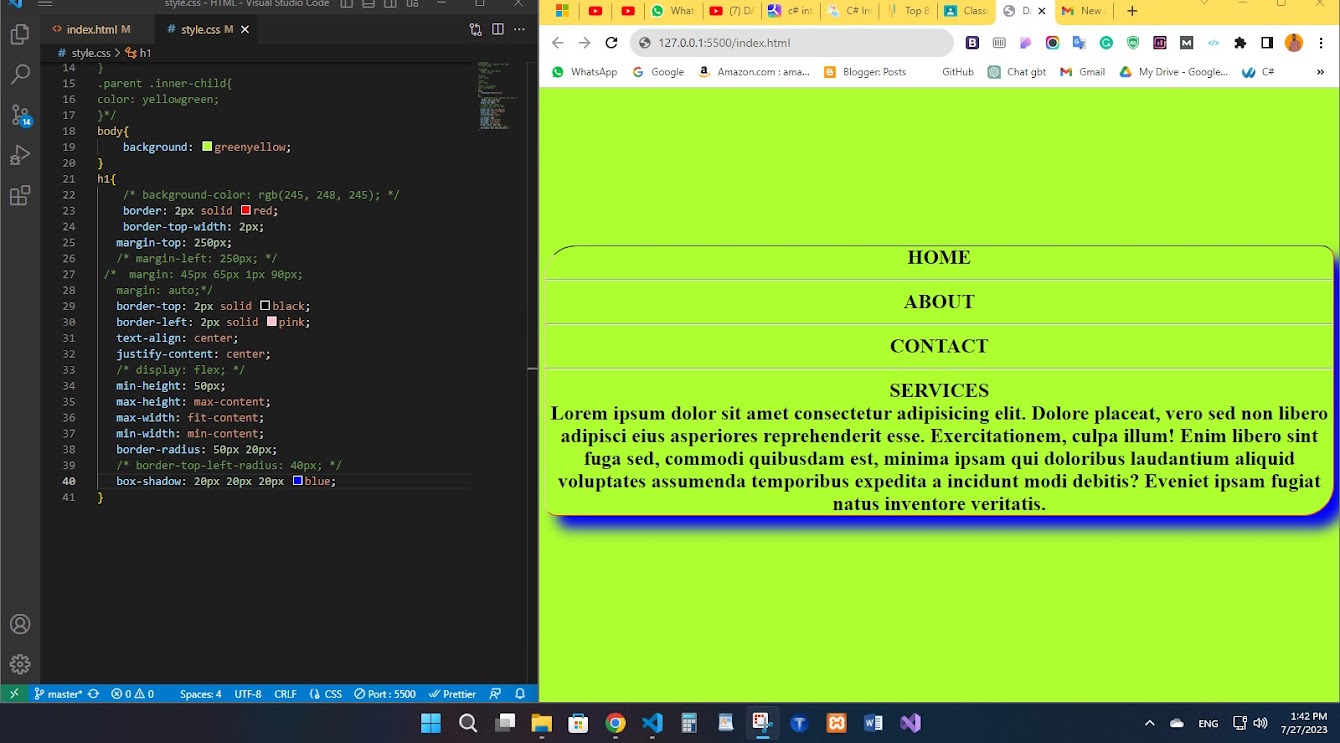 style.css - HTML - Visual Studio Code
index.html M
style.css M
style.css > h1
14 }
15 .parent .inner-child{
16 color: yellowgreen;
17 }*/
18 body{
19 background: greenyellow;
20 }
21 h1{
22 /* background-color: rgb(245, 248, 245); */
23 border: 2px solid red;
24 border-top-width: 2px;
25 margin-top: 250px;
26 /* margin-left: 250px; */
27 /* margin: 45px 65px 1px 90px;
28 margin: auto;*/
29 border-top: 2px solid black;
30 border-left: 2px solid pink;
31 text-align: center;
32 justify-content: center;
33 /* display: flex; */
34 min-height: 50px;
35 max-height: max-content;
36 max-width: fit-content;
37 min-width: min-content;
38 border-radius: 50px 20px;
39 /* border-top-left-radius: 40px; */
40 box-shadow: 20px 20px 20px blue;
41 }
14
master* 0 0 Spaces: 4 UTF-8 CRLF CSS Port : 5500 Prettier
What (7) D c# int C# In Top 8 Class D New
127.0.0.1:5500/index.html
WhatsApp Google Amazon.com : ama... Blogger: Posts GitHub Chat gbt Gmail My Drive - Google... C# »
HOME
ABOUT
CONTACT
SERVICES
Lorem ipsum dolor sit amet consectetur adipisicing elit. Dolore placeat, vero sed non libero
adipisci eius asperiores reprehenderit esse. Exercitationem, culpa illum! Enim libero sint
fuga sed, commodi quibusdam est, minima ipsam qui doloribus laudantium aliquid
voluptates assumenda temporibus expedita a incidunt modi debitis? Eveniet ipsam fugiat
natus inventore veritatis.
ENG
1:42 PM
7/27/2023